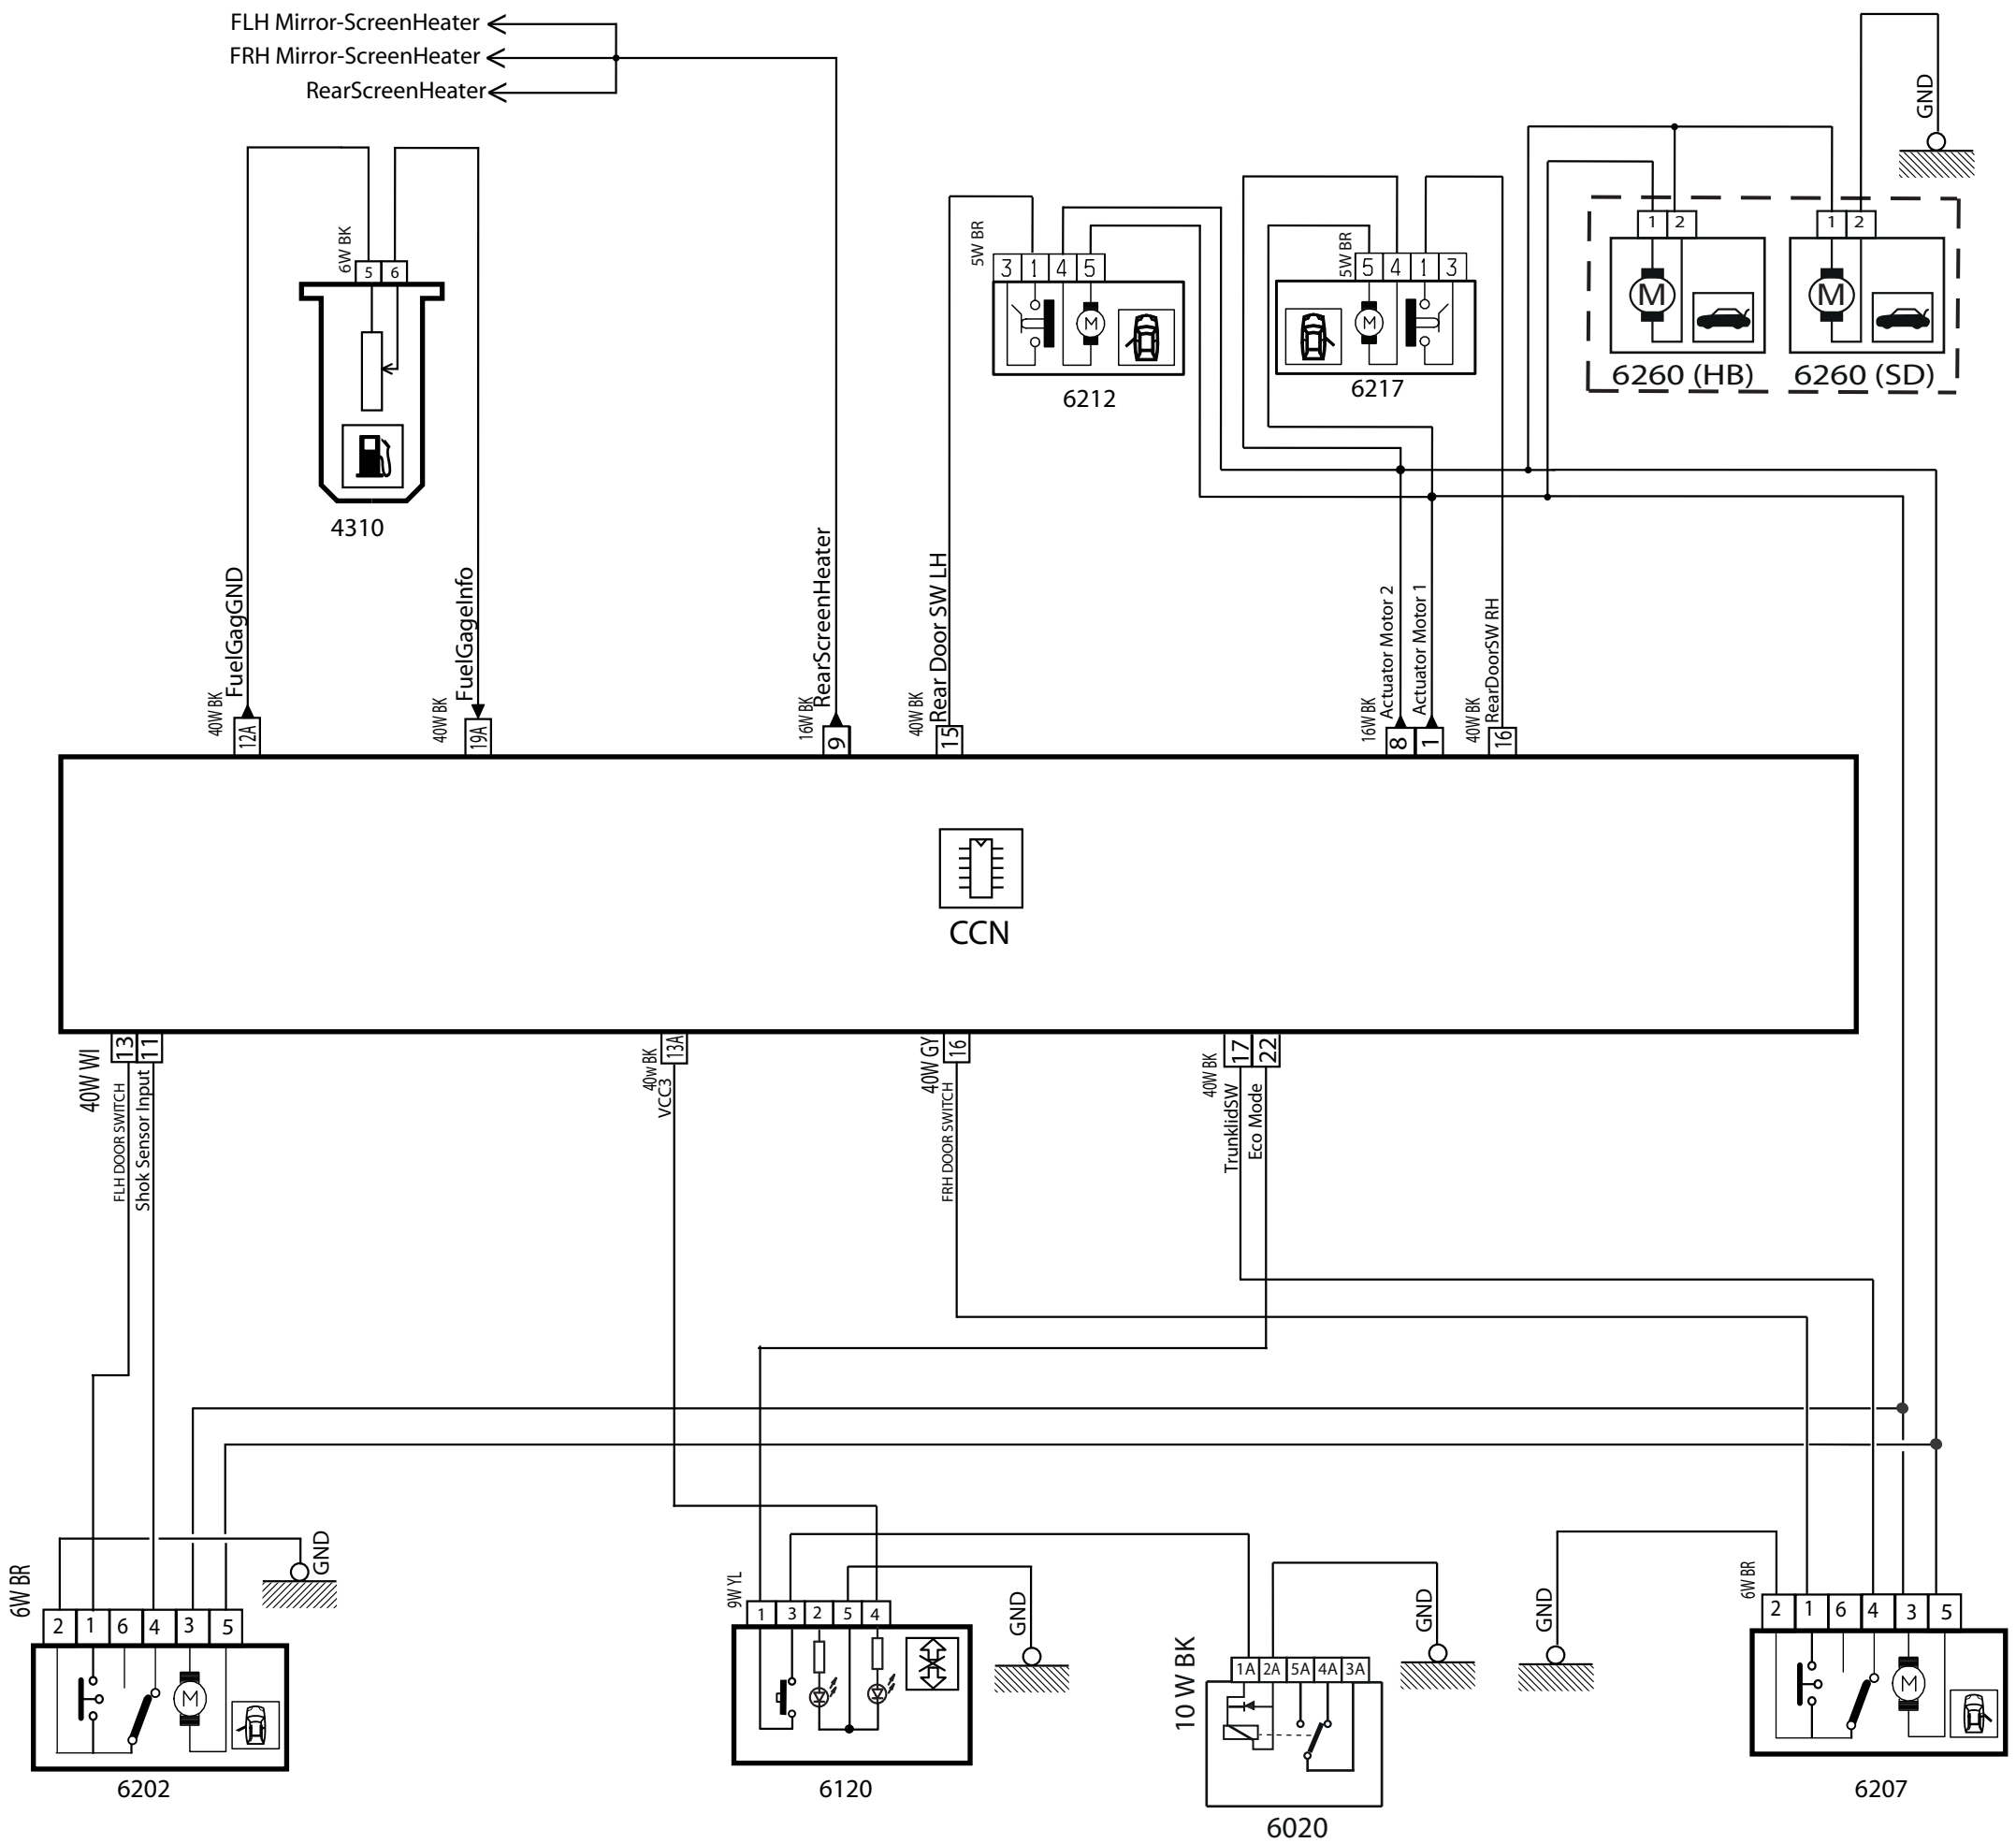 FLH Mirror-ScreenHeater
FRH Mirror-ScreenHeater
RearScreenHeater
GND
6W BK
5 6
4310
5W BR
3 1 4 5
M
6212
5W BR
5 4 1 3
M
6217
1 2
M
6260 (HB)
1 2
M
6260 (SD)
FuelGagGND
40W BK
12A
FuelGageInfo
40W BK
19A
RearScreenHeater
16W BK
9
Rear Door SW LH
40W BK
15
Actuator Motor 2
Actuator Motor 1
16W BK
8 1
RearDoorSW RH
40W BK
16
CCN
40W WI
13 11
FLH DOOR SWITCH
Shok Sensor Input
13A
40w BK
VCC3
40W GY
16
FRH DOOR SWITCH
40W BK
17 22
TrunklidSW
Eco Mode
6W BR
GND
2 1 6 4 3 5
M
6202
9W YL
1 3 2 5 4
GND
6120
10 W BK
1A 2A 5A 4A 3A
GND
6020
GND
6W BR
2 1 6 4 3 5
M
6207